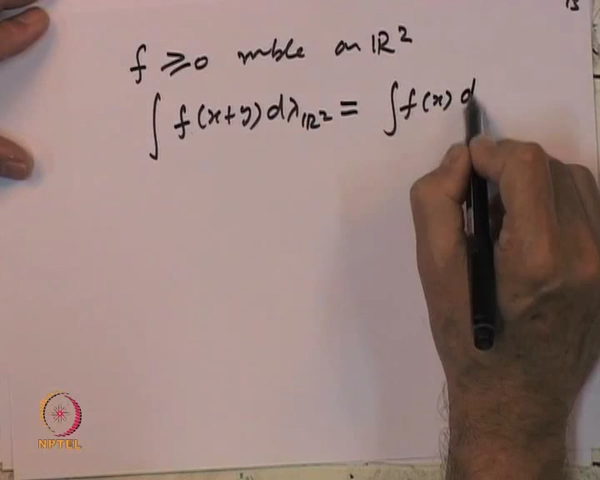 f ⩾ 0 mble on ℝ²
∫ f(x+y) dλ_ℝ² = ∫ f(x) d
NPTEL